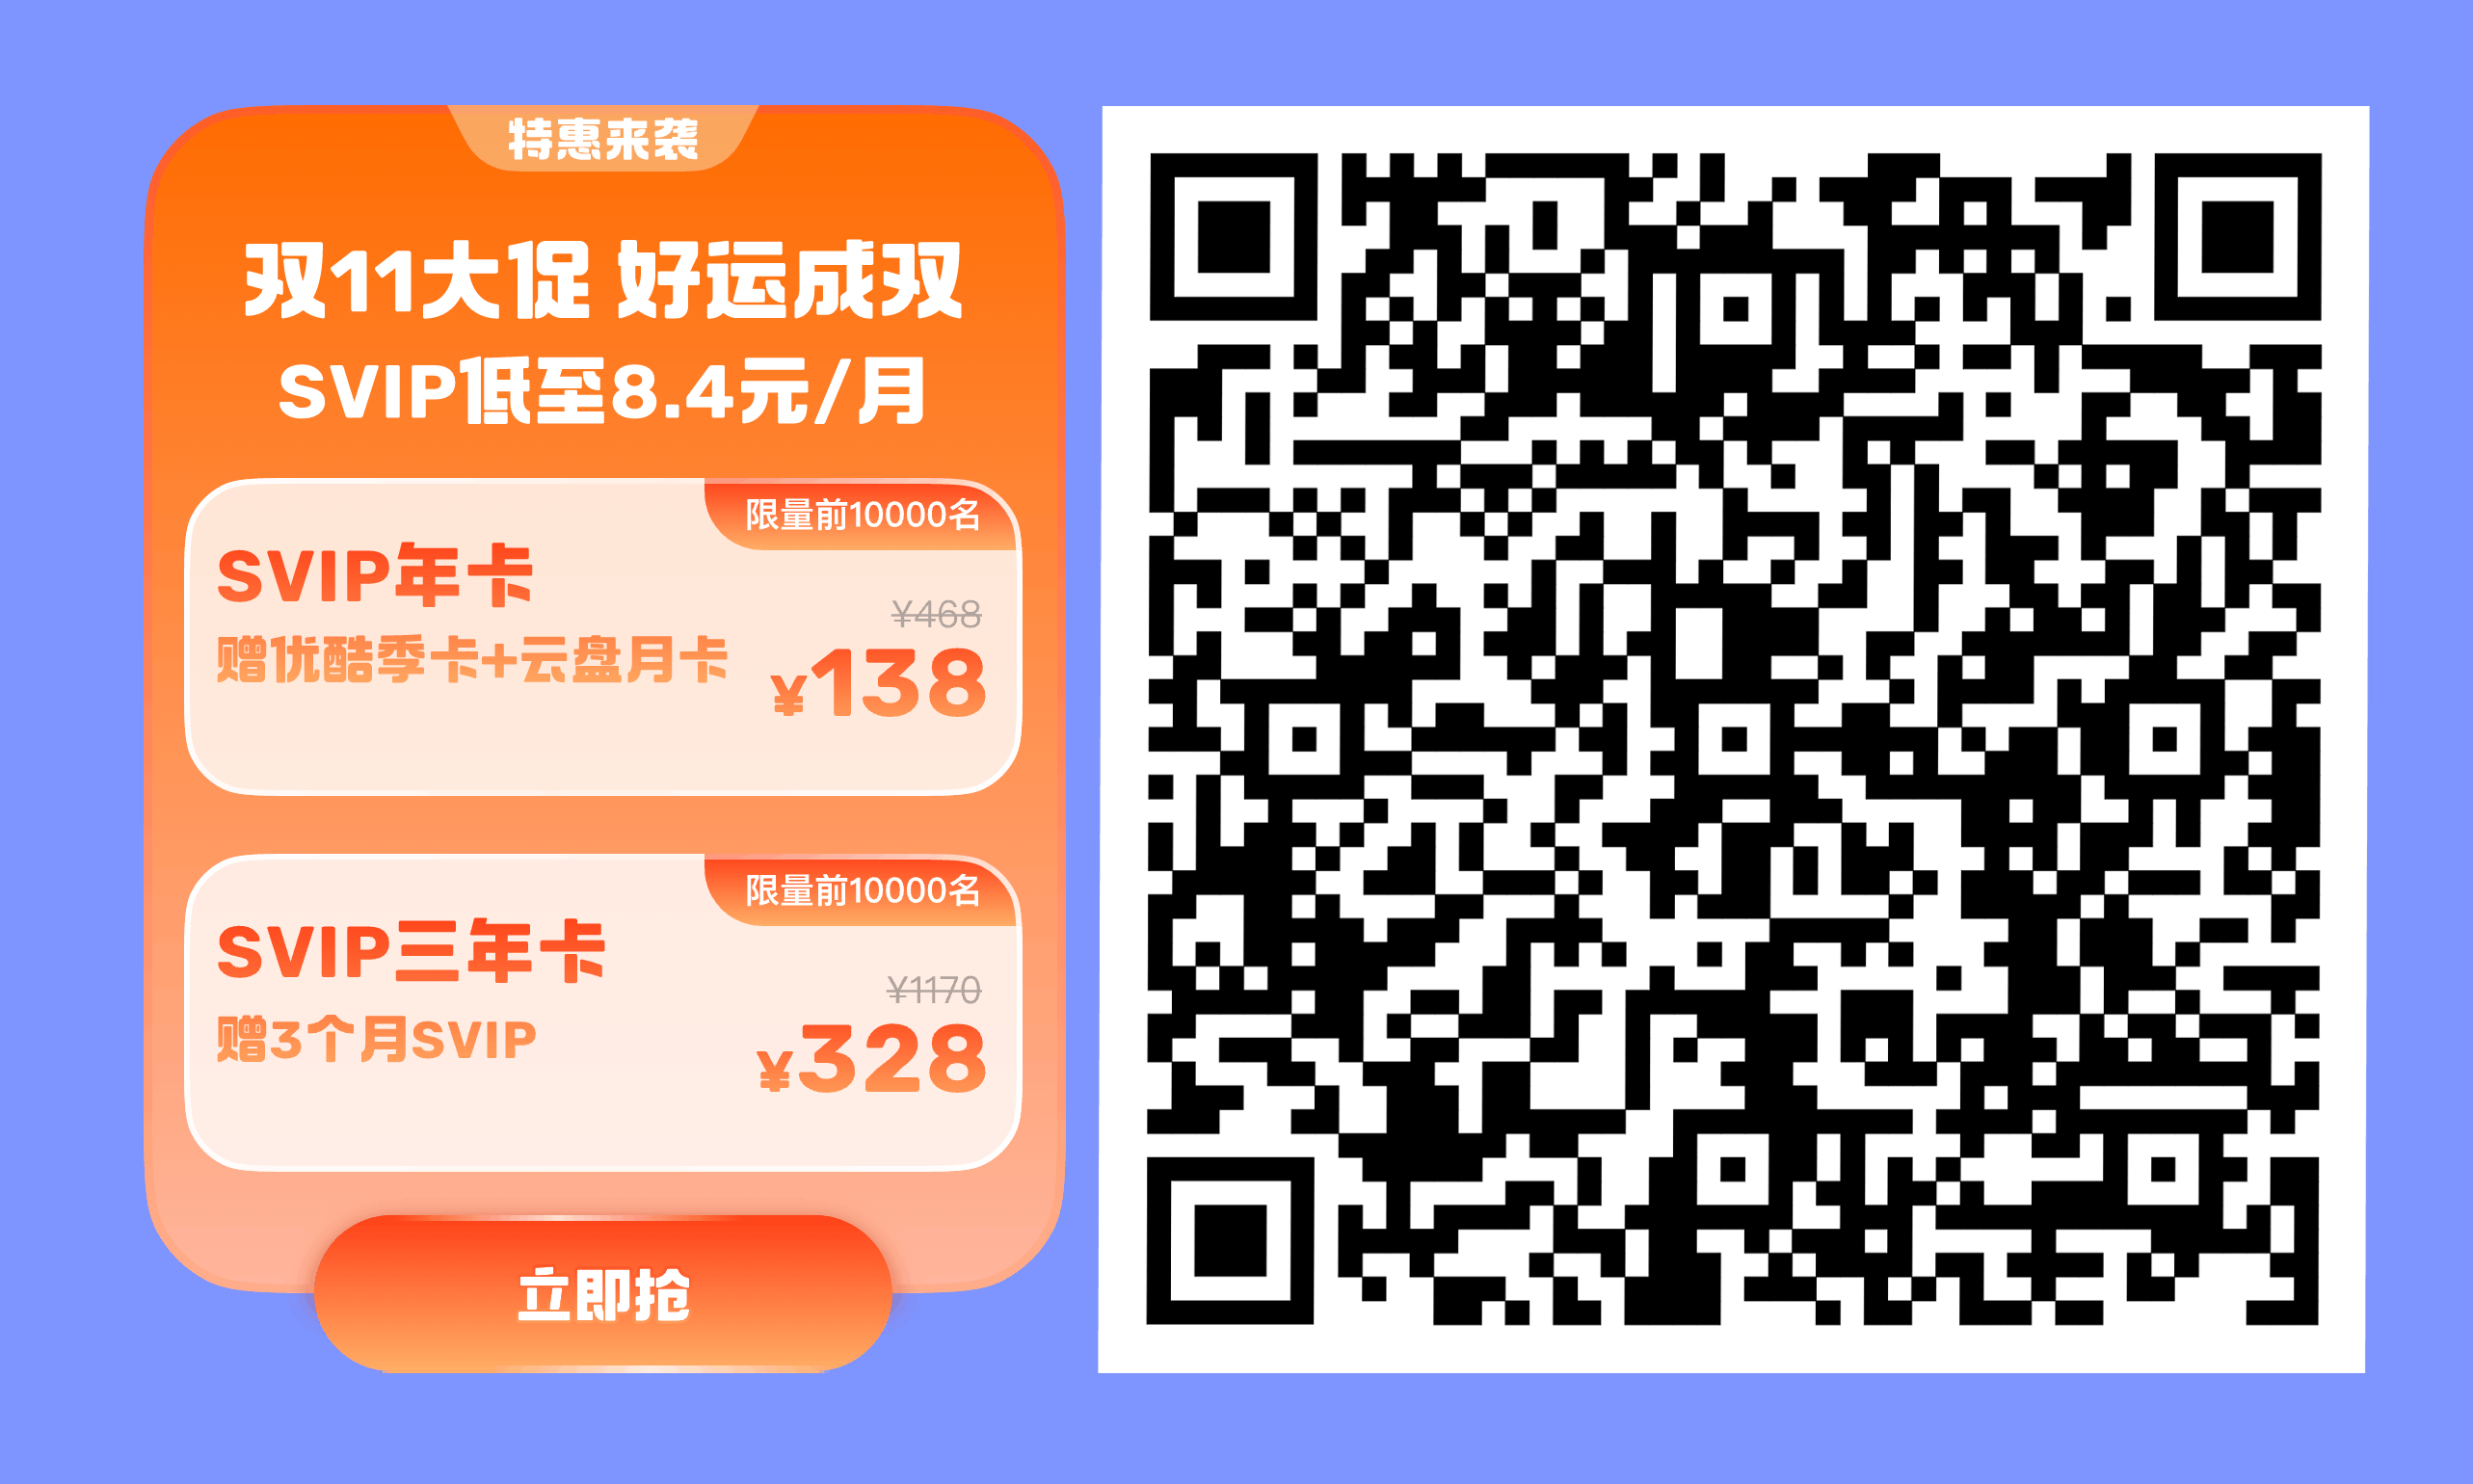 特惠来袭
双11大促 好运成双
SVIP低至8.4元/月
限量前10000名
SVIP年卡
¥468
赠优酷季卡+云盘月卡
¥138
限量前10000名
SVIP三年卡
¥1170
赠3个月SVIP
¥328
立即抢